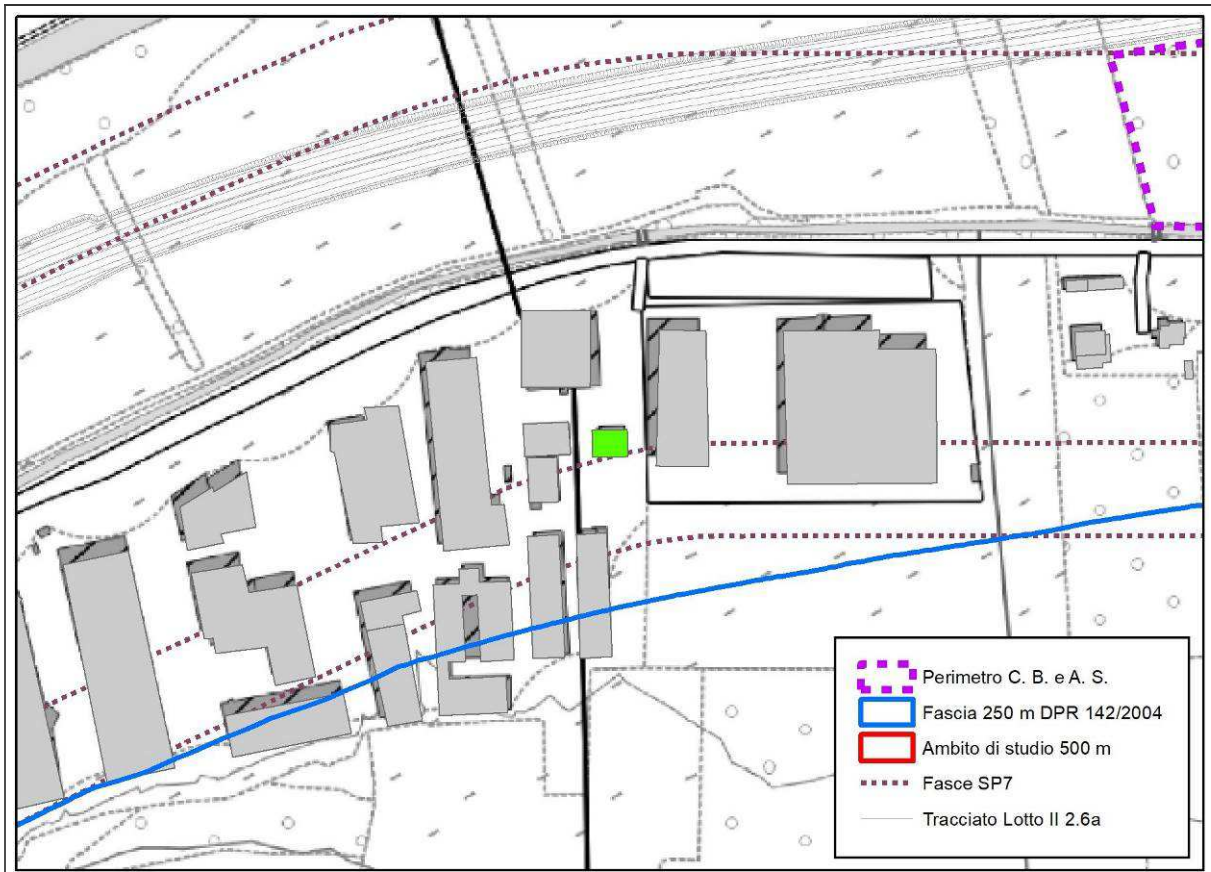 Perimetro C. B. e A. S.
Fascia 250 m DPR 142/2004
Ambito di studio 500 m
Fasce SP7
Tracciato Lotto II 2.6a